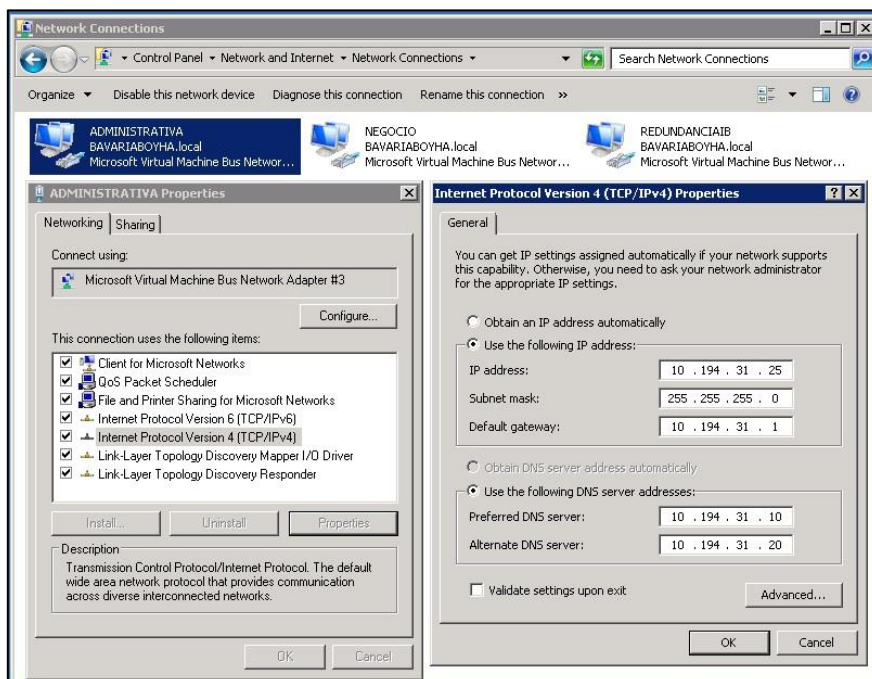 Network Connections
Control Panel Network and Internet Network Connections
Search Network Connections
Organize Disable this network device Diagnose this connection Rename this connection »
ADMINISTRATIVA
BAVARIABOYHA.local
Microsoft Virtual Machine Bus Networ...
NEGOCIO
BAVARIABOYHA.local
Microsoft Virtual Machine Bus Networ...
REDUNDANCIAIB
BAVARIABOYHA.local
Microsoft Virtual Machine Bus Networ...
ADMINISTRATIVA Properties
Networking Sharing
Connect using:
Microsoft Virtual Machine Bus Network Adapter #3
Configure...
This connection uses the following items:
Client for Microsoft Networks
QoS Packet Scheduler
File and Printer Sharing for Microsoft Networks
Internet Protocol Version 6 (TCP/IPv6)
Internet Protocol Version 4 (TCP/IPv4)
Link-Layer Topology Discovery Mapper I/O Driver
Link-Layer Topology Discovery Responder
Install... Uninstall Properties
Description
Transmission Control Protocol/Internet Protocol. The default
wide area network protocol that provides communication
across diverse interconnected networks.
OK Cancel
Internet Protocol Version 4 (TCP/IPv4) Properties
General
You can get IP settings assigned automatically if your network supports
this capability. Otherwise, you need to ask your network administrator
for the appropriate IP settings.
Obtain an IP address automatically
Use the following IP address:
IP address: 10 . 194 . 31 . 25
Subnet mask: 255 . 255 . 255 . 0
Default gateway: 10 . 194 . 31 . 1
Obtain DNS server address automatically
Use the following DNS server addresses:
Preferred DNS server: 10 . 194 . 31 . 10
Alternate DNS server: 10 . 194 . 31 . 20
Validate settings upon exit
Advanced...
OK Cancel